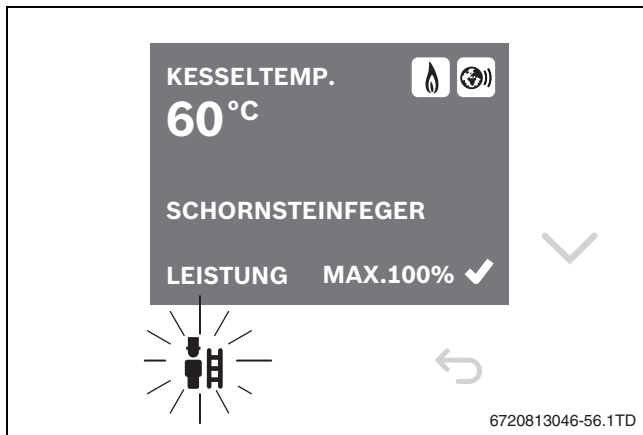 KESSELTEMP.
60°C
SCHORNSTEINFEGER
LEISTUNG MAX.100%
6720813046-56.1TD